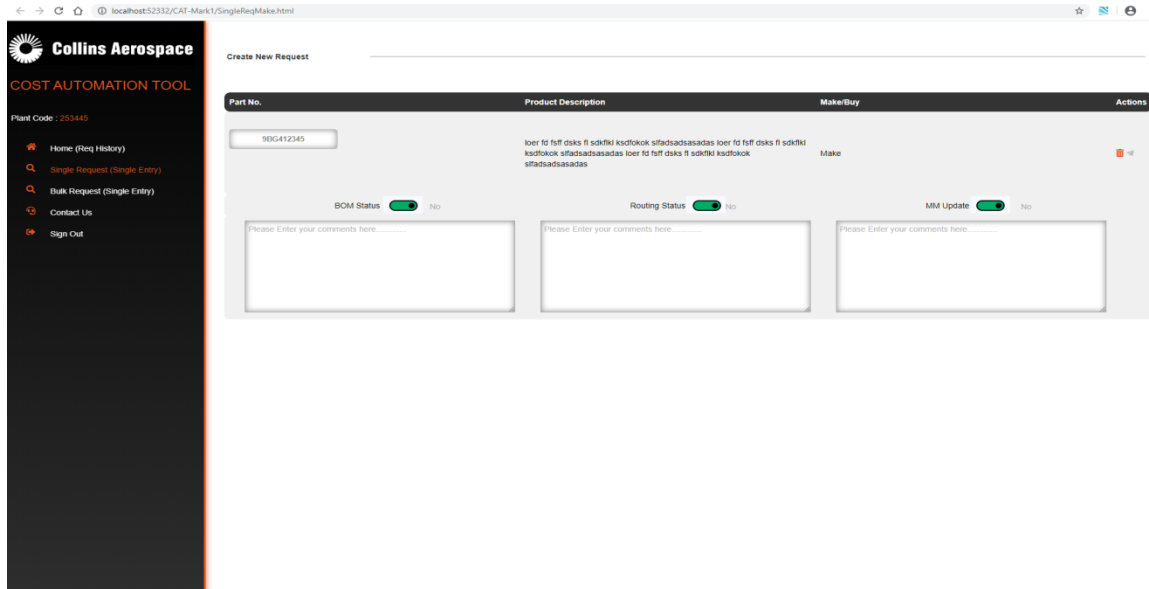 localhost:52332/CAT-Mark1/SingleReqMake.html
Collins Aerospace
COST AUTOMATION TOOL
Plant Code : 253445
Home (Req History)
Single Request (Single Entry)
Bulk Request (Single Entry)
Contact Us
Sign Out
Create New Request
Part No. Product Description Make/Buy Actions
9BG412345
loer fd fsff dsks fl sdkflkl ksdfokok slfadsadsasadas loer fd fsff dsks fl sdkflkl
ksdfokok slfadsadsasadas loer fd fsff dsks fl sdkflkl ksdfokok
slfadsadsasadas
Make
BOM Status No Routing Status No MM Update No
Please Enter your comments here............. Please Enter your comments here............. Please Enter your comments here.............